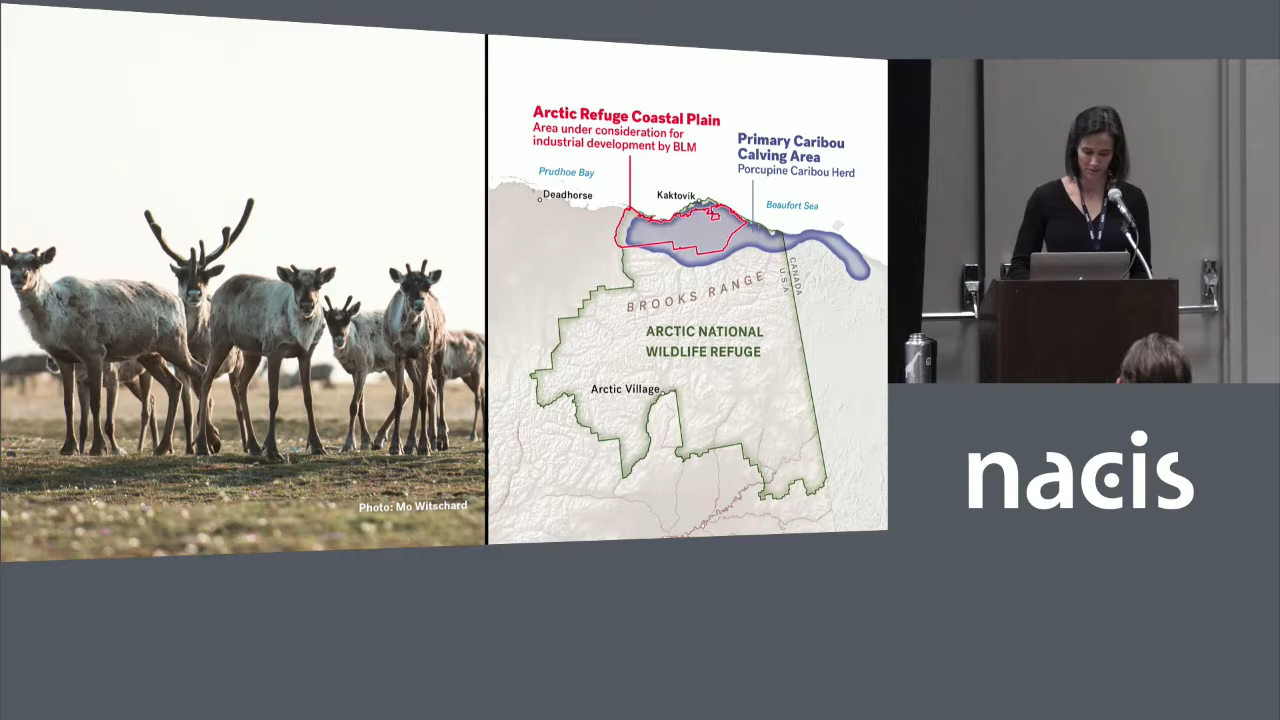 Photo: Mo Witschard
Arctic Refuge Coastal Plain
Area under consideration for
industrial development by BLM
Primary Caribou
Calving Area
Porcupine Caribou Herd
Prudhoe Bay
Deadhorse
Kaktovik
Beaufort Sea
CANADA
U.S.A.
BROOKS RANGE
ARCTIC NATIONAL
WILDLIFE REFUGE
Arctic Village
nacis